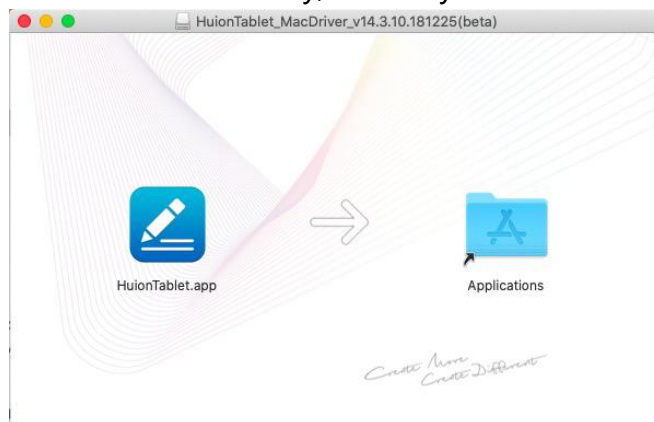 HuionTablet_MacDriver_v14.3.10.181225(beta)
HuionTablet.app
Applications
Create More
Create Different